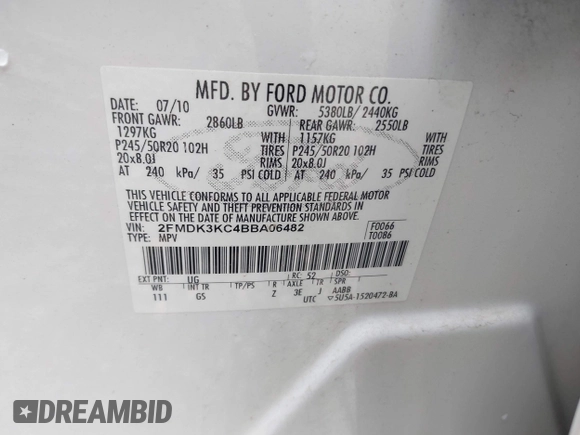 MFD. BY FORD MOTOR CO.
DATE: 07/10 GVWR: 5380LB/ 2440KG
FRONT GAWR: 2860LB REAR GAWR: 2550LB
1297KG WITH 1157KG WITH
P245/50R20 102H TIRES P245/50R20 102H TIRES
20x8.0J RIMS 20x8.0J RIMS
AT 240 kPa/ 35 PSI COLD AT 240 kPa/ 35 PSI COLD
THIS VEHICLE CONFORMS TO ALL APPLICABLE FEDERAL MOTOR
VEHICLE SAFETY AND THEFT PREVENTION STANDARDS IN
EFFECT ON THE DATE OF MANUFACTURE SHOWN ABOVE.
VIN: 2FMDK3KC4BBA06482 F0066
TYPE: MPV T0086
EXT PNT: UG RC: 52 DSO:
WB INT TR TP/PS R AXLE TR SPR
111 GS Z 3E J AABB
UTC ▽5U5A-1520472-BA
DREAMBID